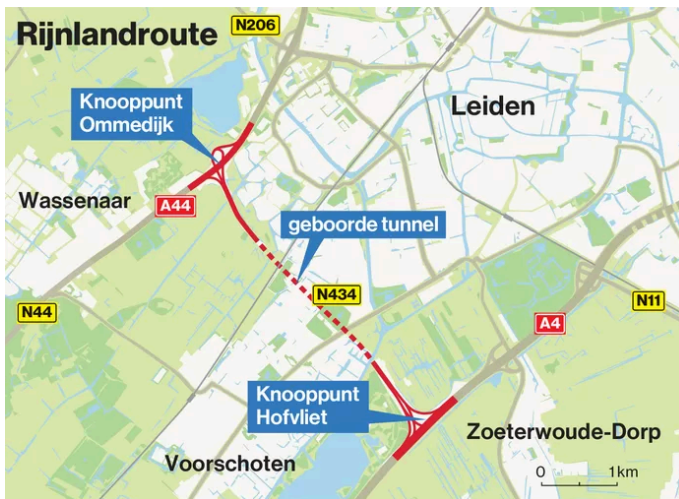 Rijnlandroute
N206
Knooppunt
Ommedijk
Leiden
Wassenaar
A44
geboorde tunnel
N434
N44
N11
A4
Knooppunt
Hofvliet
Zoeterwoude-Dorp
Voorschoten
0 1km